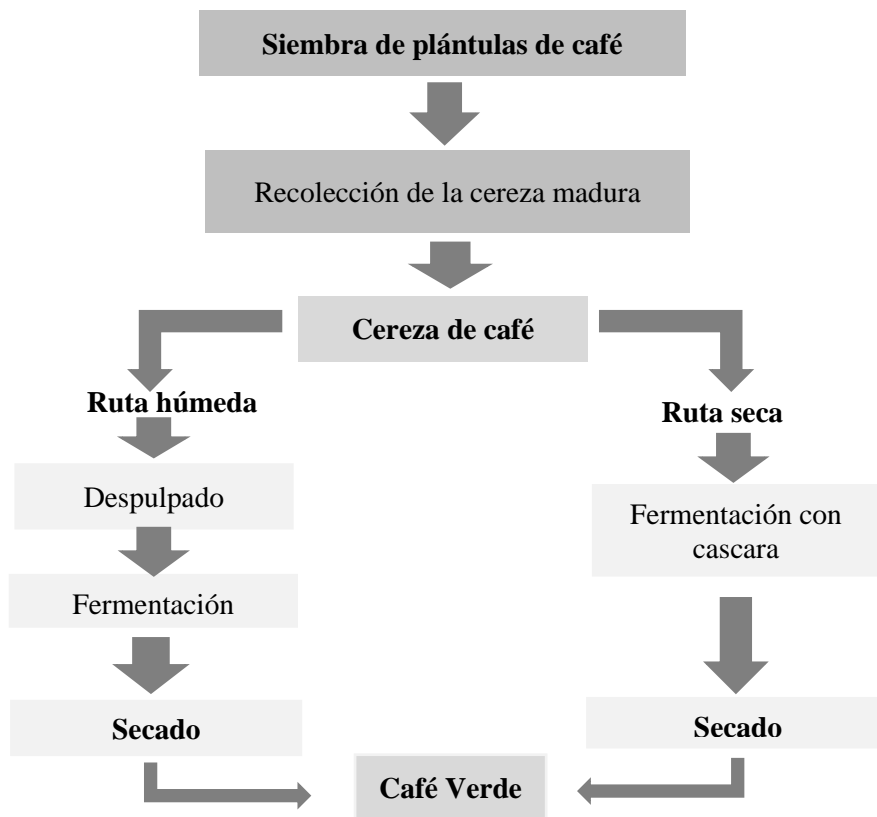 Siembra de plántulas de café
Recolección de la cereza madura
Cereza de café
Ruta húmeda
Despulpado
Fermentación
Secado
Ruta seca
Fermentación con
cascara
Secado
Café Verde